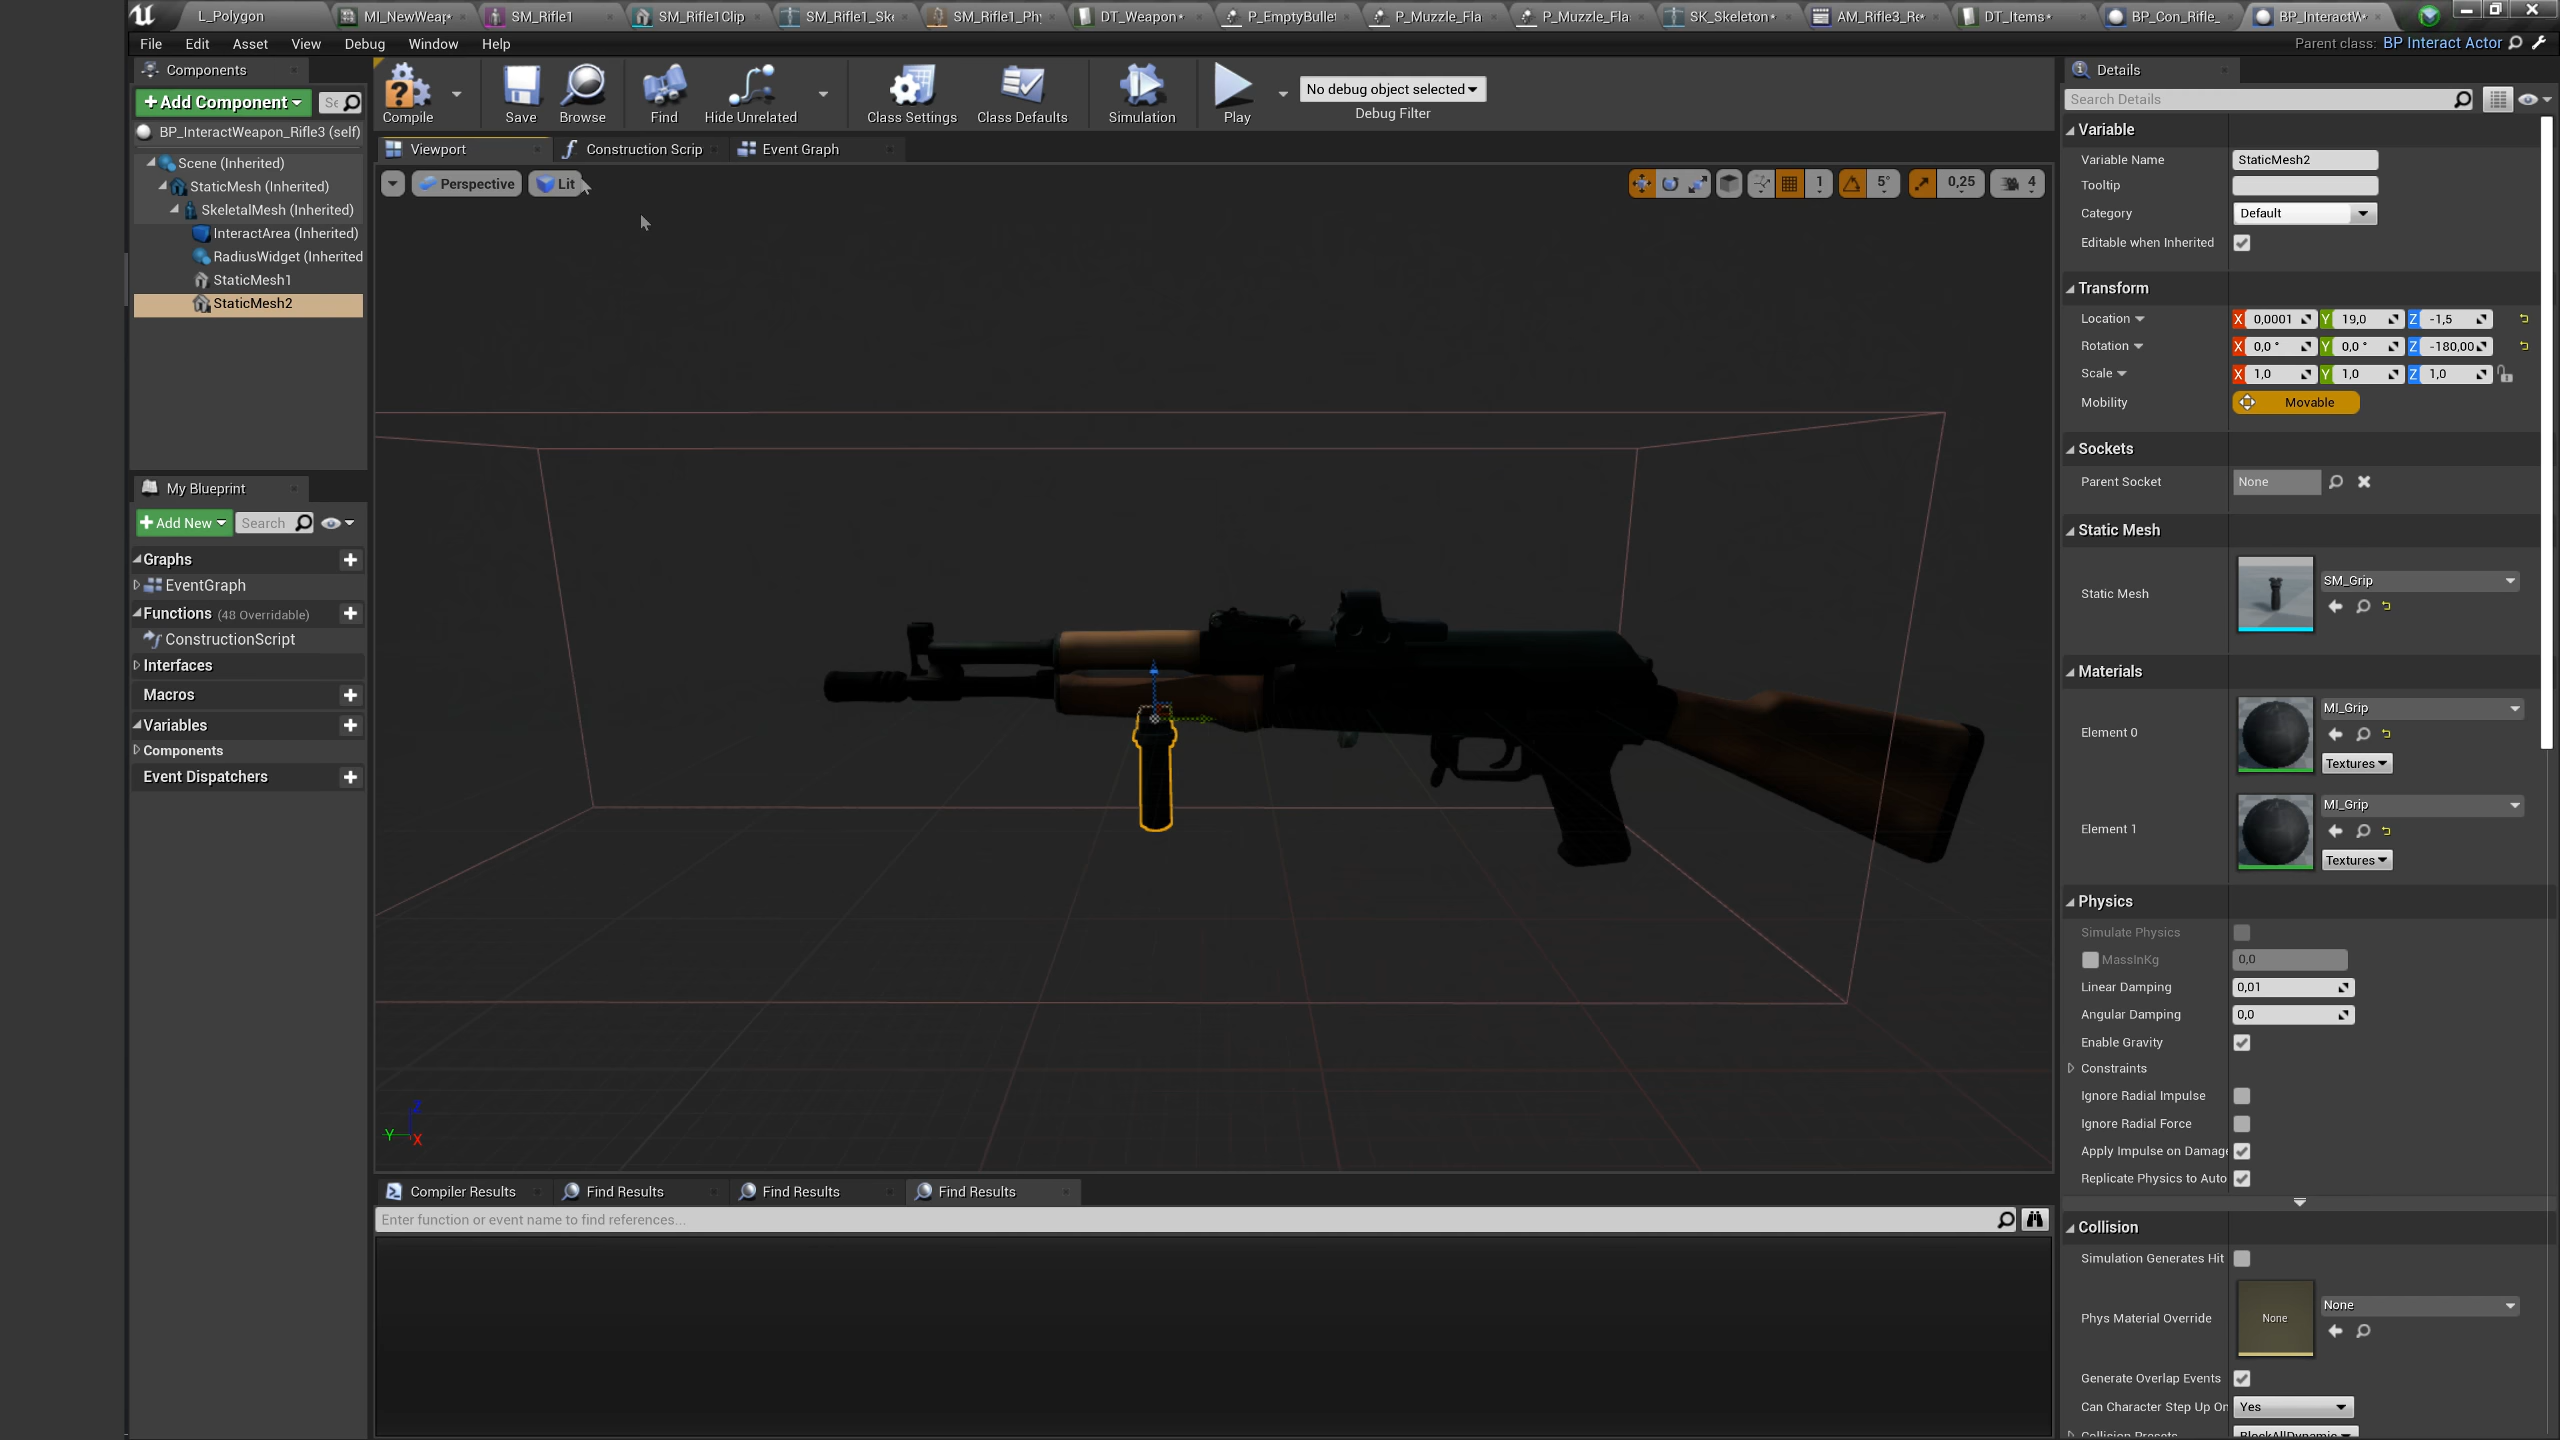 L_Polygon
MI_NewWeap*
SM_Rifle1
SM_Rifle1Clip
SM_Rifle1_Ske
SM_Rifle1_Phy
DT_Weapon*
P_EmptyBulle
P_Muzzle_Fla
P_Muzzle_Fla
SK_Skeleton*
AM_Rifle3_Re*
DT_Items*
BP_Con_Rifle_
BP_InteractW*
File Edit Asset View Debug Window Help
Parent class: BP Interact Actor
Components
Add Component
Se
BP_InteractWeapon_Rifle3 (self)
Scene (Inherited)
StaticMesh (Inherited)
SkeletalMesh (Inherited)
InteractArea (Inherited)
RadiusWidget (Inherited
StaticMesh1
StaticMesh2
My Blueprint
Add New
Search
Graphs
EventGraph
Functions (48 Overridable)
ConstructionScript
Interfaces
Macros
Variables
Components
Event Dispatchers
Compile
Save
Browse
Find
Hide Unrelated
Class Settings
Class Defaults
Simulation
Play
No debug object selected
Debug Filter
Viewport
Construction Scrip
Event Graph
Perspective
Lit
1
5°
0,25
4
Z
Y
X
Compiler Results
Find Results
Find Results
Find Results
Enter function or event name to find references...
Details
Search Details
Variable
Variable Name StaticMesh2
Tooltip
Category Default
Editable when Inherited
Transform
Location X 0,0001 Y 19,0 Z -1,5
Rotation X 0,0 ° Y 0,0 ° Z -180,00
Scale X 1,0 Y 1,0 Z 1,0
Mobility Movable
Sockets
Parent Socket None
Static Mesh
Static Mesh SM_Grip
Materials
Element 0 MI_Grip
Textures
Element 1 MI_Grip
Textures
Physics
Simulate Physics
MassInKg 0,0
Linear Damping 0,01
Angular Damping 0,0
Enable Gravity
Constraints
Ignore Radial Impulse
Ignore Radial Force
Apply Impulse on Damage
Replicate Physics to Auto
Collision
Simulation Generates Hit
Phys Material Override None None
Generate Overlap Events
Can Character Step Up On Yes
Collision Presets BlockAllDynamic